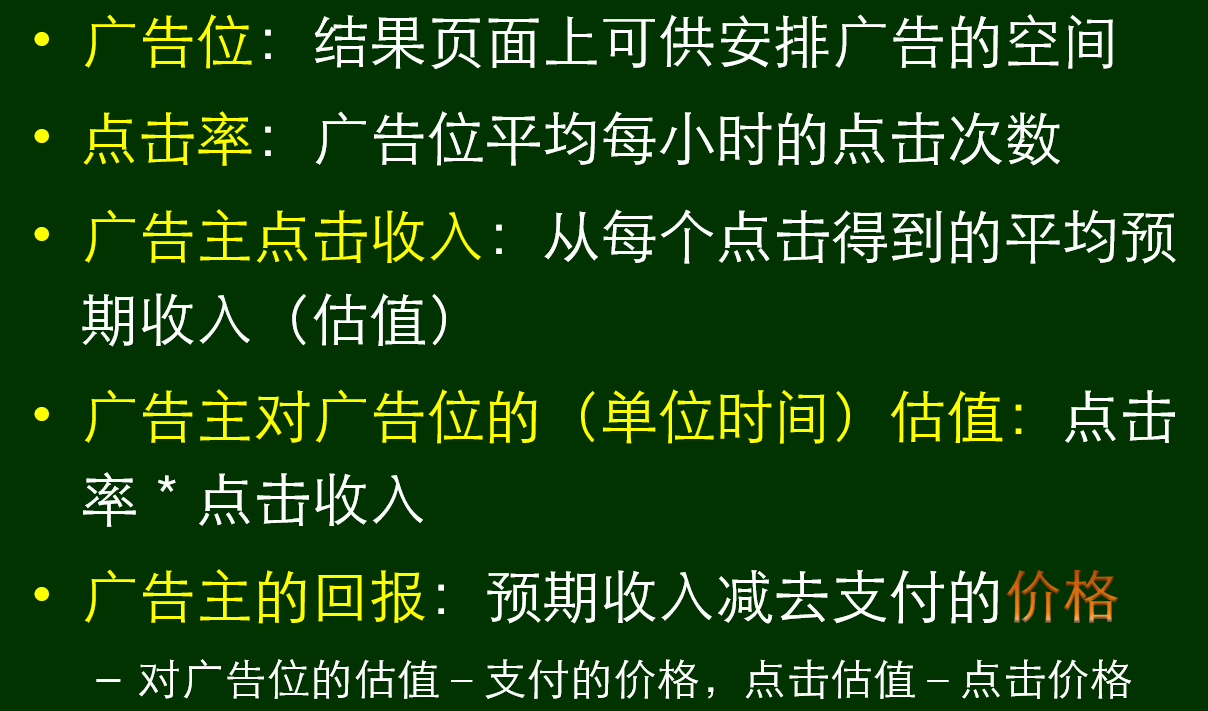 • 广告位：结果页面上可供安排广告的空间
• 点击率：广告位平均每小时的点击次数
• 广告主点击收入：从每个点击得到的平均预
期收入（估值）
• 广告主对广告位的（单位时间）估值：点击
率 * 点击收入
• 广告主的回报：预期收入减去支付的价格
– 对广告位的估值 – 支付的价格，点击估值 – 点击价格